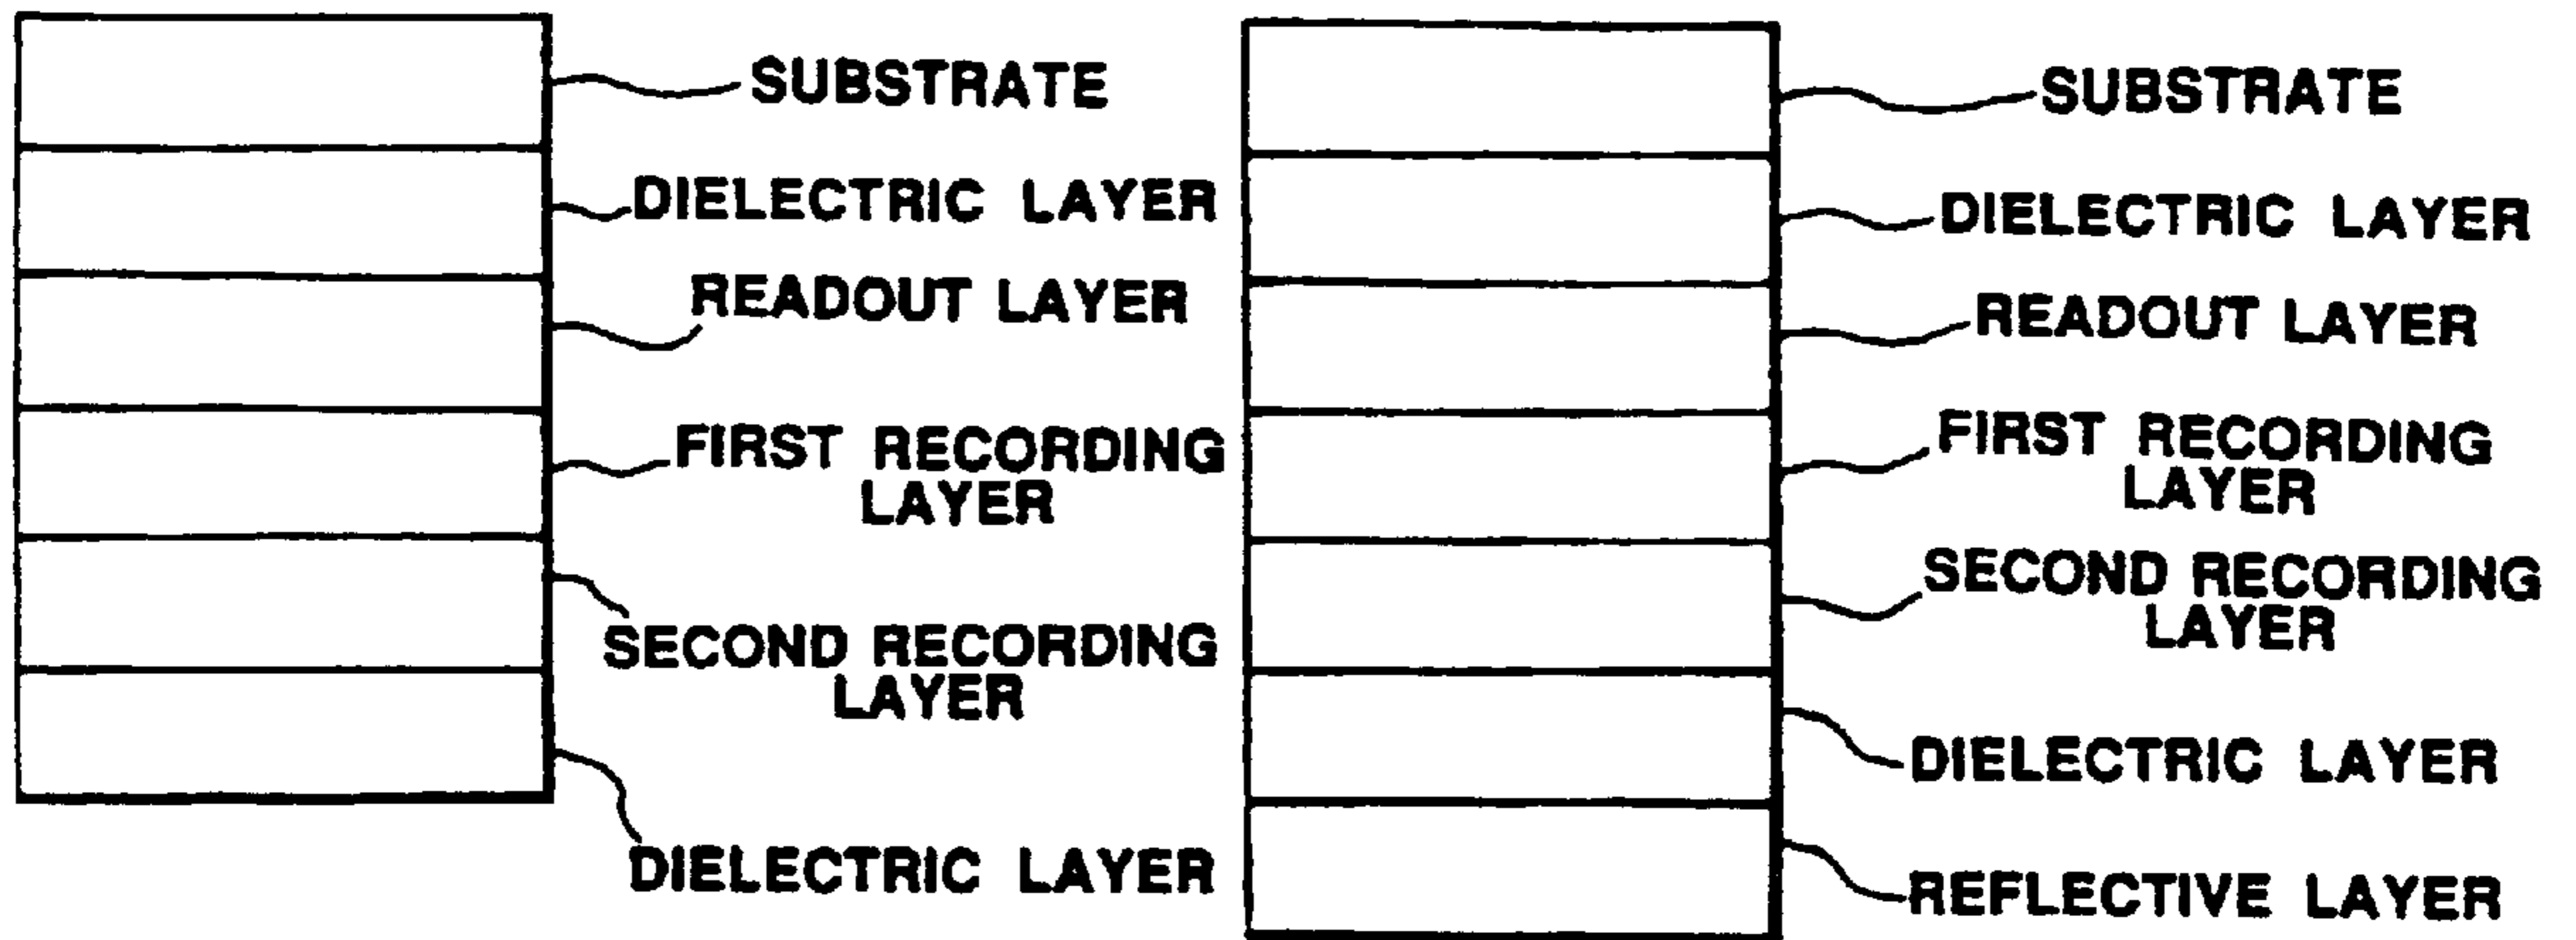 SUBSTRATE
DIELECTRIC LAYER
READOUT LAYER
FIRST RECORDING
LAYER
SECOND RECORDING
LAYER
DIELECTRIC LAYER
SUBSTRATE
DIELECTRIC LAYER
READOUT LAYER
FIRST RECORDING
LAYER
SECOND RECORDING
LAYER
DIELECTRIC LAYER
REFLECTIVE LAYER